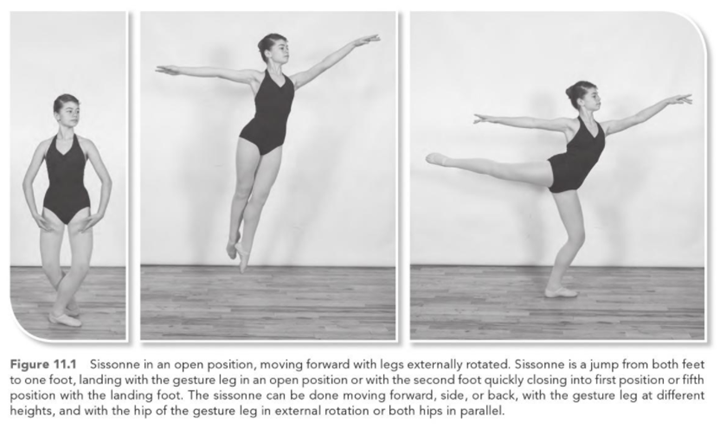 Figure 11.1 Sissonne in an open position, moving forward with legs externally rotated. Sissonne is a jump from both feet
to one foot, landing with the gesture leg in an open position or with the second foot quickly closing into first position or fifth
position with the landing foot. The sissonne can be done moving forward, side, or back, with the gesture leg at different
heights, and with the hip of the gesture leg in external rotation or both hips in parallel.